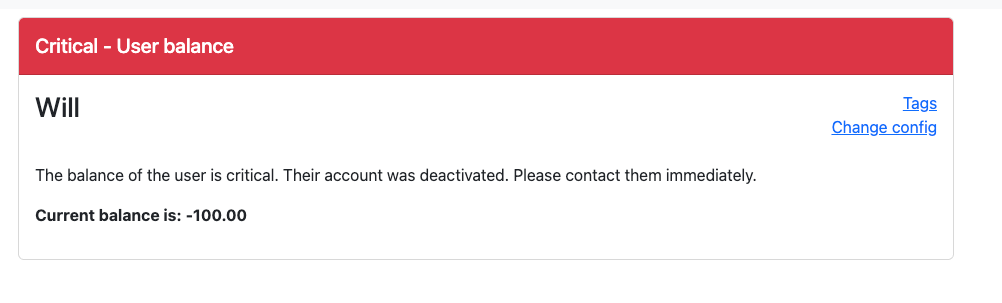 Critical - User balance
Will
Tags
Change config
The balance of the user is critical. Their account was deactivated. Please contact them immediately.
Current balance is: -100.00